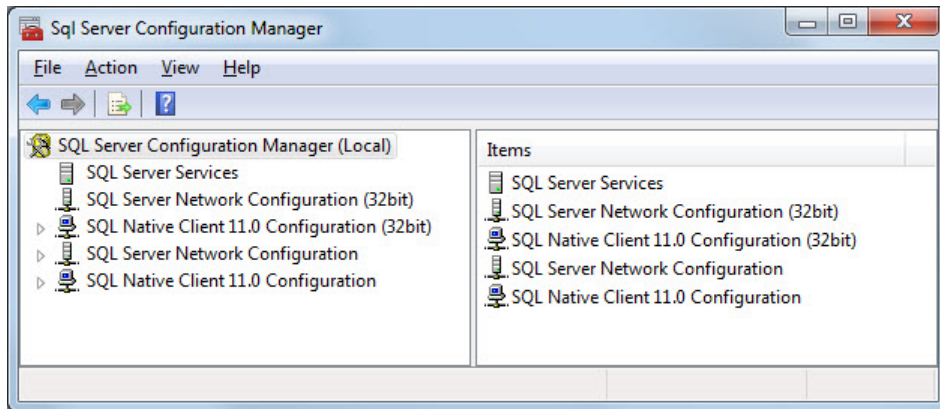 Sql Server Configuration Manager
File Action View Help
SQL Server Configuration Manager (Local)
SQL Server Services
SQL Server Network Configuration (32bit)
SQL Native Client 11.0 Configuration (32bit)
SQL Server Network Configuration
SQL Native Client 11.0 Configuration
Items
SQL Server Services
SQL Server Network Configuration (32bit)
SQL Native Client 11.0 Configuration (32bit)
SQL Server Network Configuration
SQL Native Client 11.0 Configuration